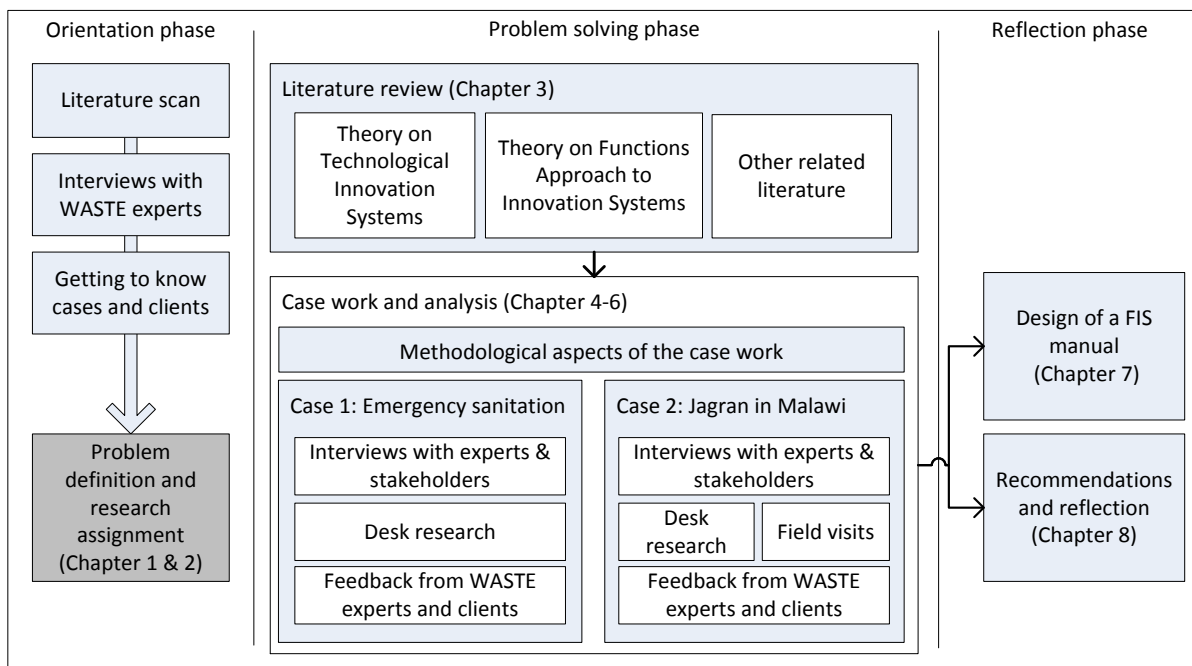 Orientation phase
Literature scan
Interviews with
WASTE experts
Getting to know
cases and clients
Problem
definition and
research
assignment
(Chapter 1 & 2)
Problem solving phase
Literature review (Chapter 3)
Theory on
Technological
Innovation
Systems
Theory on Functions
Approach to
Innovation Systems
Other related
literature
Case work and analysis (Chapter 4-6)
Methodological aspects of the case work
Case 1: Emergency sanitation
Interviews with experts &
stakeholders
Desk research
Feedback from WASTE
experts and clients
Case 2: Jagran in Malawi
Interviews with experts &
stakeholders
Desk
research
Field visits
Feedback from WASTE
experts and clients
Reflection phase
Design of a FIS
manual
(Chapter 7)
Recommendations
and reflection
(Chapter 8)